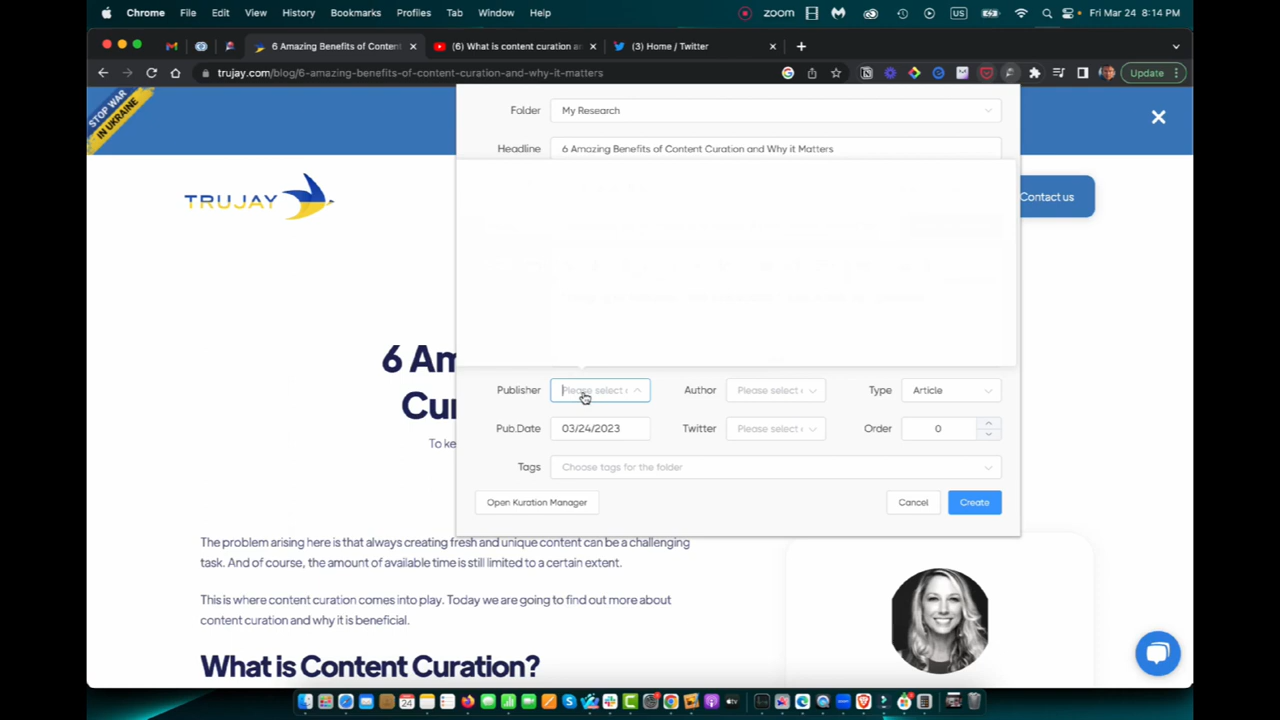 Chrome File Edit View History Bookmarks Profiles Tab Window Help zoom US Fri Mar 24 8:14 PM
6 Amazing Benefits of Content (6) What is content curation a (3) Home / Twitter
trujay.com/blog/6-amazing-benefits-of-content-curation-and-why-it-matters Update
STOP WAR
IN UKRAINE
Folder My Research
Headline 6 Amazing Benefits of Content Curation and Why it Matters
TRUJAY
Contact us
6 Am
Cur
To ke
Publisher Please select Author Please select Type Article
Pub.Date 03/24/2023 Twitter Please select Order 0
Tags Choose tags for the folder
Open Kuration Manager Cancel Create
The problem arising here is that always creating fresh and unique content can be a challenging
task. And of course, the amount of available time is still limited to a certain extent.
This is where content curation comes into play. Today we are going to find out more about
content curation and why it is beneficial.
What is Content Curation?